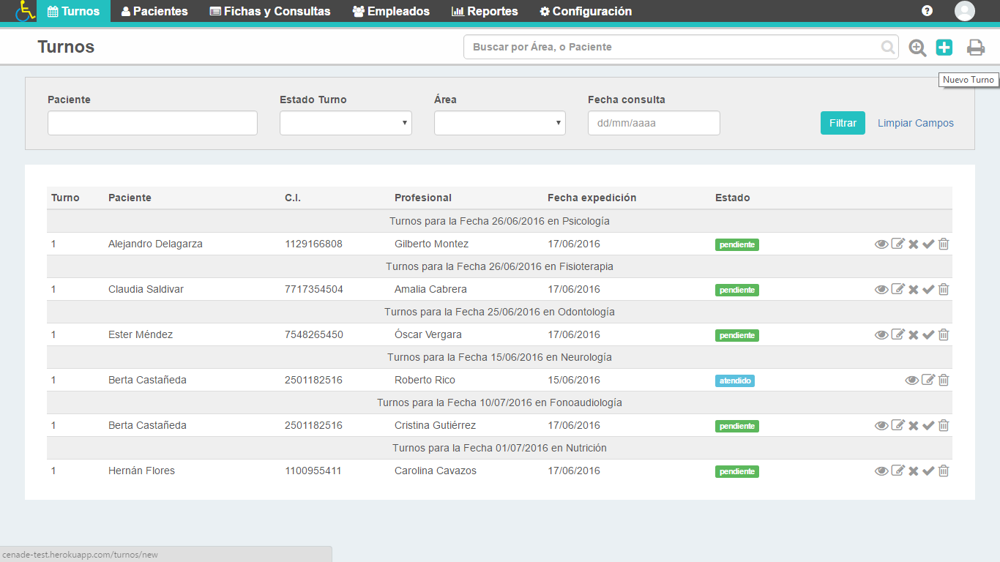 Turnos Pacientes Fichas y Consultas Empleados Reportes Configuración
Turnos Buscar por Área, o Paciente
Nuevo Turno
Paciente Estado Turno Área Fecha consulta
dd/mm/aaaa Filtrar Limpiar Campos
Turno Paciente C.I. Profesional Fecha expedición Estado
Turnos para la Fecha 26/06/2016 en Psicología
1 Alejandro Delagarza 1129166808 Gilberto Montez 17/06/2016 pendiente
Turnos para la Fecha 26/06/2016 en Fisioterapia
1 Claudia Saldivar 7717354504 Amalia Cabrera 17/06/2016 pendiente
Turnos para la Fecha 25/06/2016 en Odontología
1 Ester Méndez 7548265450 Óscar Vergara 17/06/2016 pendiente
Turnos para la Fecha 15/06/2016 en Neurología
1 Berta Castañeda 2501182516 Roberto Rico 15/06/2016 atendido
Turnos para la Fecha 10/07/2016 en Fonoaudiología
1 Berta Castañeda 2501182516 Cristina Gutiérrez 17/06/2016 pendiente
Turnos para la Fecha 01/07/2016 en Nutrición
1 Hernán Flores 1100955411 Carolina Cavazos 17/06/2016 pendiente
cenade-test.herokuapp.com/turnos/new